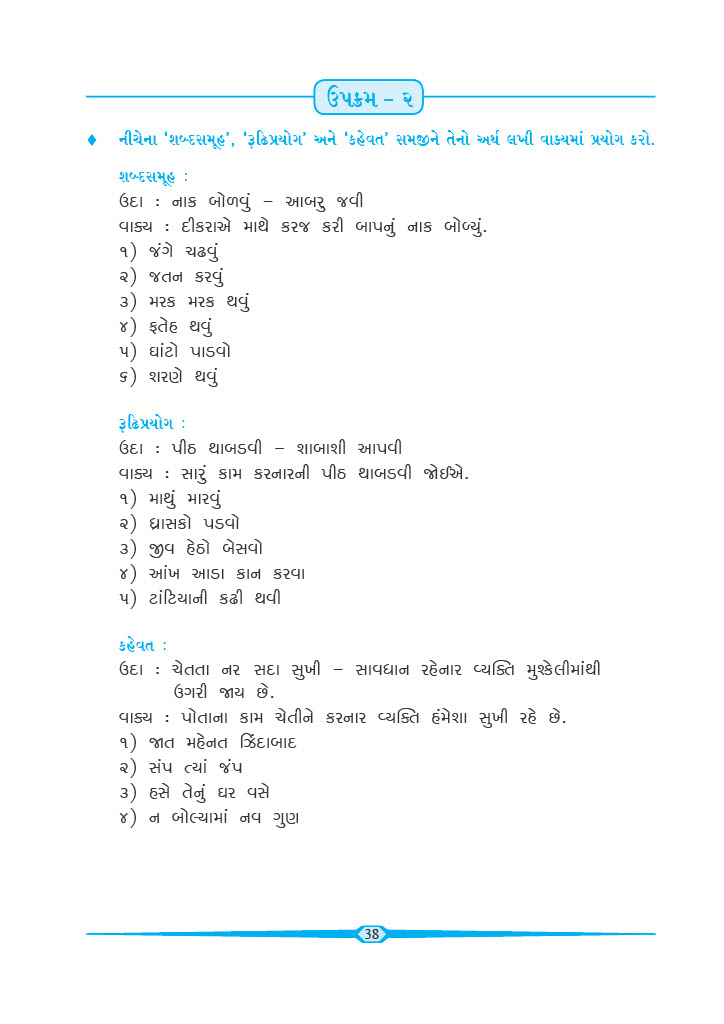 ઉપક્રમ – ૨
♦ નીચેના ‘શબ્દસમૂહ’, ‘રૂઢિપ્રયોગ’ અને ‘કહેવત’ સમજીને તેનો અર્થ લખી વાક્યમાં પ્રયોગ કરો.
શબ્દસમૂહ :
ઉદા : નાક બોળવું – આબરુ જવી
વાક્ય : દીકરાએ માથે કરજ કરી બાપનું નાક બોળ્યું.
૧) જંગે ચઢવું
૨) જતન કરવું
૩) મરક મરક થવું
૪) ફતેહ થવું
૫) ઘાંટો પાડવો
૬) શરણે થવું
રૂઢિપ્રયોગ :
ઉદા : પીઠ થાબડવી – શાબાશી આપવી
વાક્ય : સારું કામ કરનારની પીઠ થાબડવી જોઈએ.
૧) માથું મારવું
૨) ધ્રાસકો પડવો
૩) જીવ હેઠો બેસવો
૪) આંખ આડા કાન કરવા
૫) ટાંટિયાની કઢી થવી
કહેવત :
ઉદા : ચેતતા નર સદા સુખી – સાવધાન રહેનાર વ્યક્તિ મુશ્કેલીમાંથી
ઉગરી જાય છે.
વાક્ય : પોતાના કામ ચેતીને કરનાર વ્યક્તિ હંમેશા સુખી રહે છે.
૧) જાત મહેનત ઝિંદાબાદ
૨) સંપ ત્યાં જંપ
૩) હસે તેનું ઘર વસે
૪) ન બોલ્યામાં નવ ગુણ
38